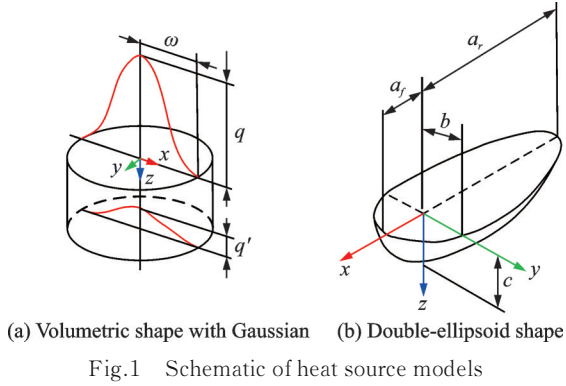 ω
q
x
y
z
q′
a_r
a_f
b
x
y
z
c
(a) Volumetric shape with Gaussian (b) Double-ellipsoid shape
Fig.1 Schematic of heat source models